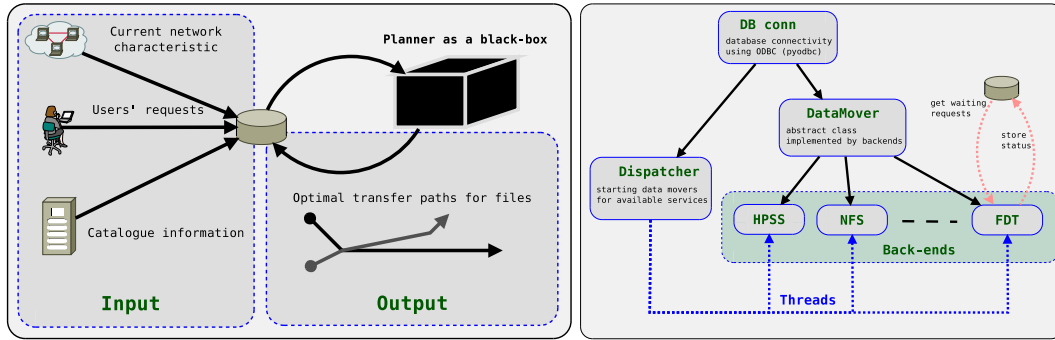 Current network
characteristic
Users' requests
Catalogue information
Input
Planner as a black-box
Optimal transfer paths for files
Output
DB conn
database connectivity
using ODBC (pyodbc)
DataMover
abstract class
implemented by backends
get waiting
requests
store
status
Dispatcher
starting data movers
for available services
HPSS
NFS
FDT
Back-ends
Threads